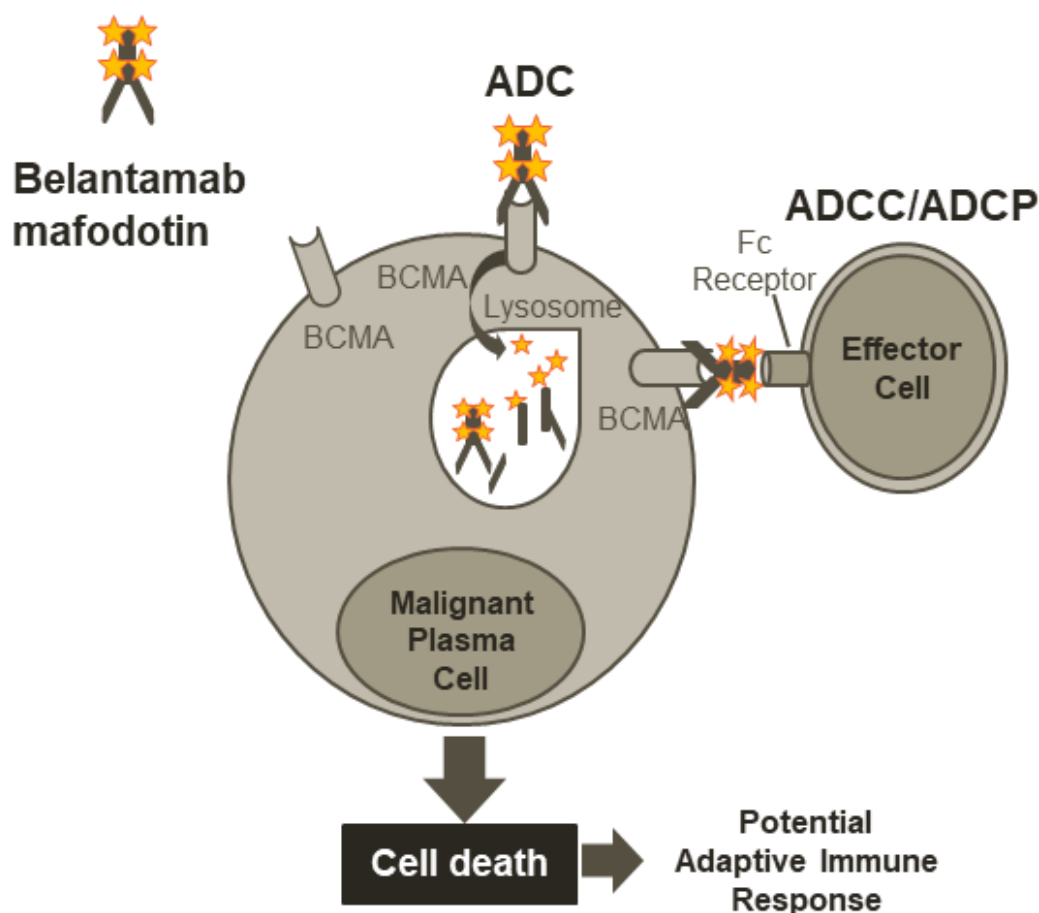 ADC
Belantamab
mafodotin
ADCC/ADCP
Fc
Receptor
BCMA
Lysosome
BCMA
BCMA
Effector
Cell
Malignant
Plasma
Cell
Cell death
Potential
Adaptive Immune
Response